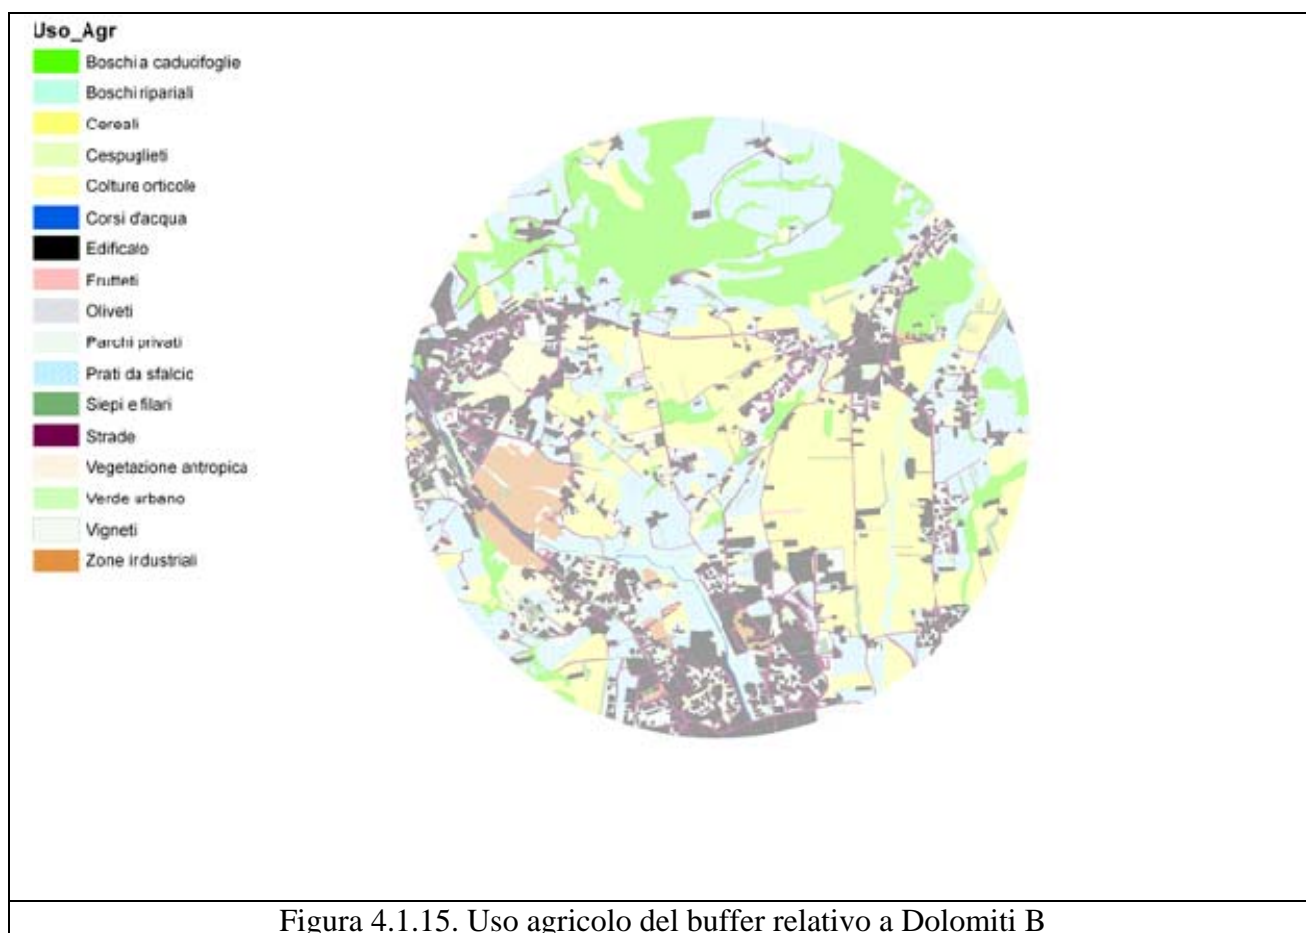 Uso_Agr
Boschi a caducifoglie
Boschi ripariali
Cereali
Cespuglieti
Colture orticole
Corsi d'acqua
Edificato
Frutteti
Oliveti
Parchi privati
Prati da sfalcio
Siepi e filari
Strade
Vegetazione antropica
Verde urbano
Vigneti
Zone industriali
Figura 4.1.15. Uso agricolo del buffer relativo a Dolomiti B